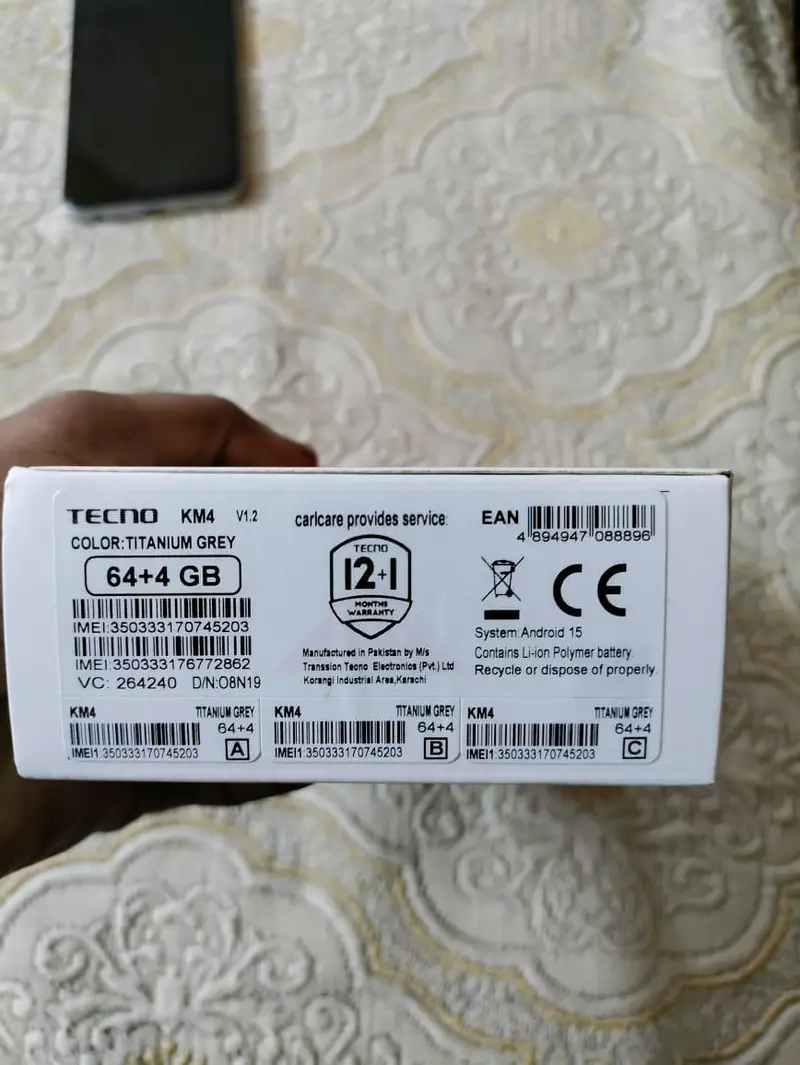 TECNO KM4 V1.2
COLOR:TITANIUM GREY
64+4 GB
IMEI:350333170745203
IMEI:350333176772862
VC: 264240 D/N:08N19
carlcare provides service:
TECNO
12+1
MONTHS
WARRANTY
Manufactured in Pakistan by M/s
Transsion Tecno Electronics (Pvt.) Ltd
Korangi Industrial Area,Karachi
EAN
4 894947 088896
CE
System:Android 15
Contains Li-ion Polymer battery.
Recycle or dispose of properly.
KM4 TITANIUM GREY
64+4
IMEI1:350333170745203 A
KM4 TITANIUM GREY
64+4
IMEI1:350333170745203 B
KM4 TITANIUM GREY
64+4
IMEI1:350333170745203 C